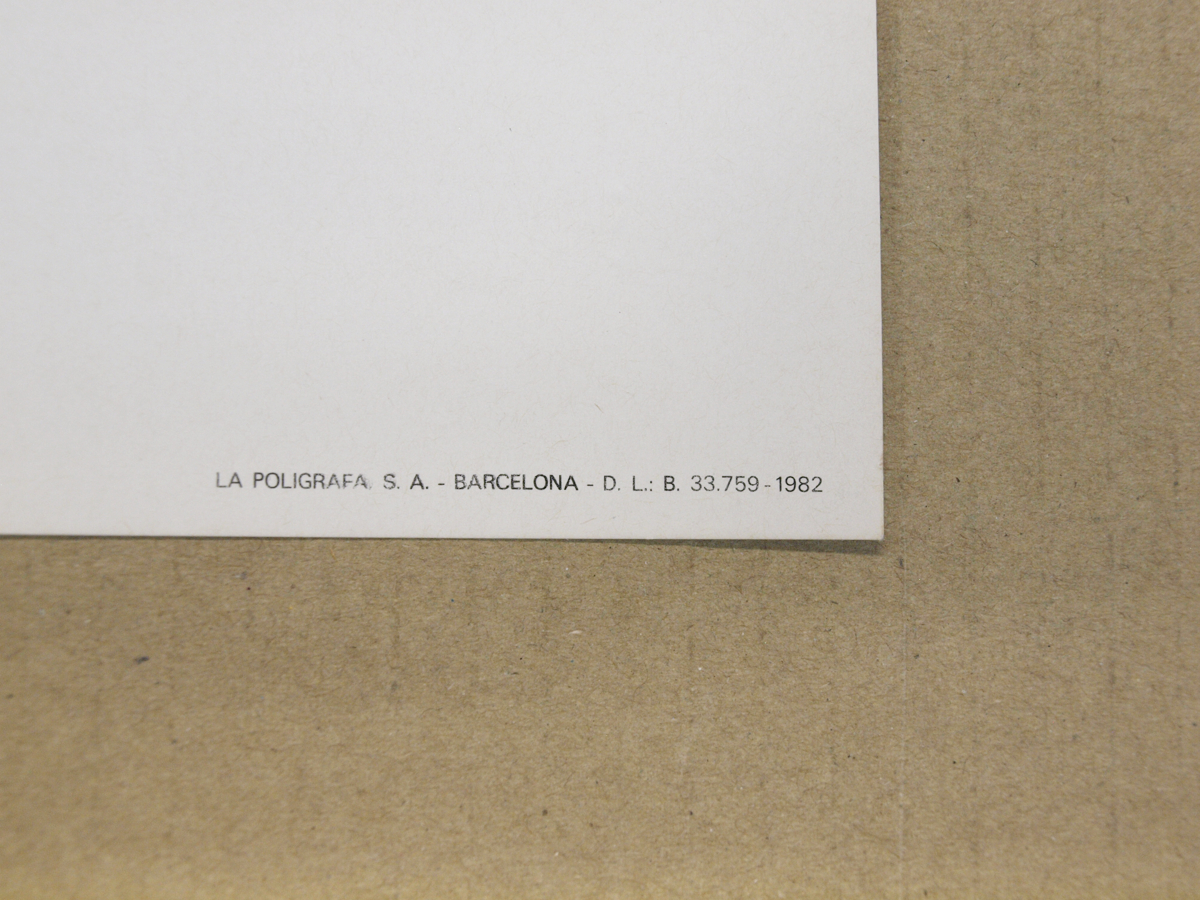 LA POLIGRAFA, S. A. - BARCELONA - D. L.: B. 33.759-1982